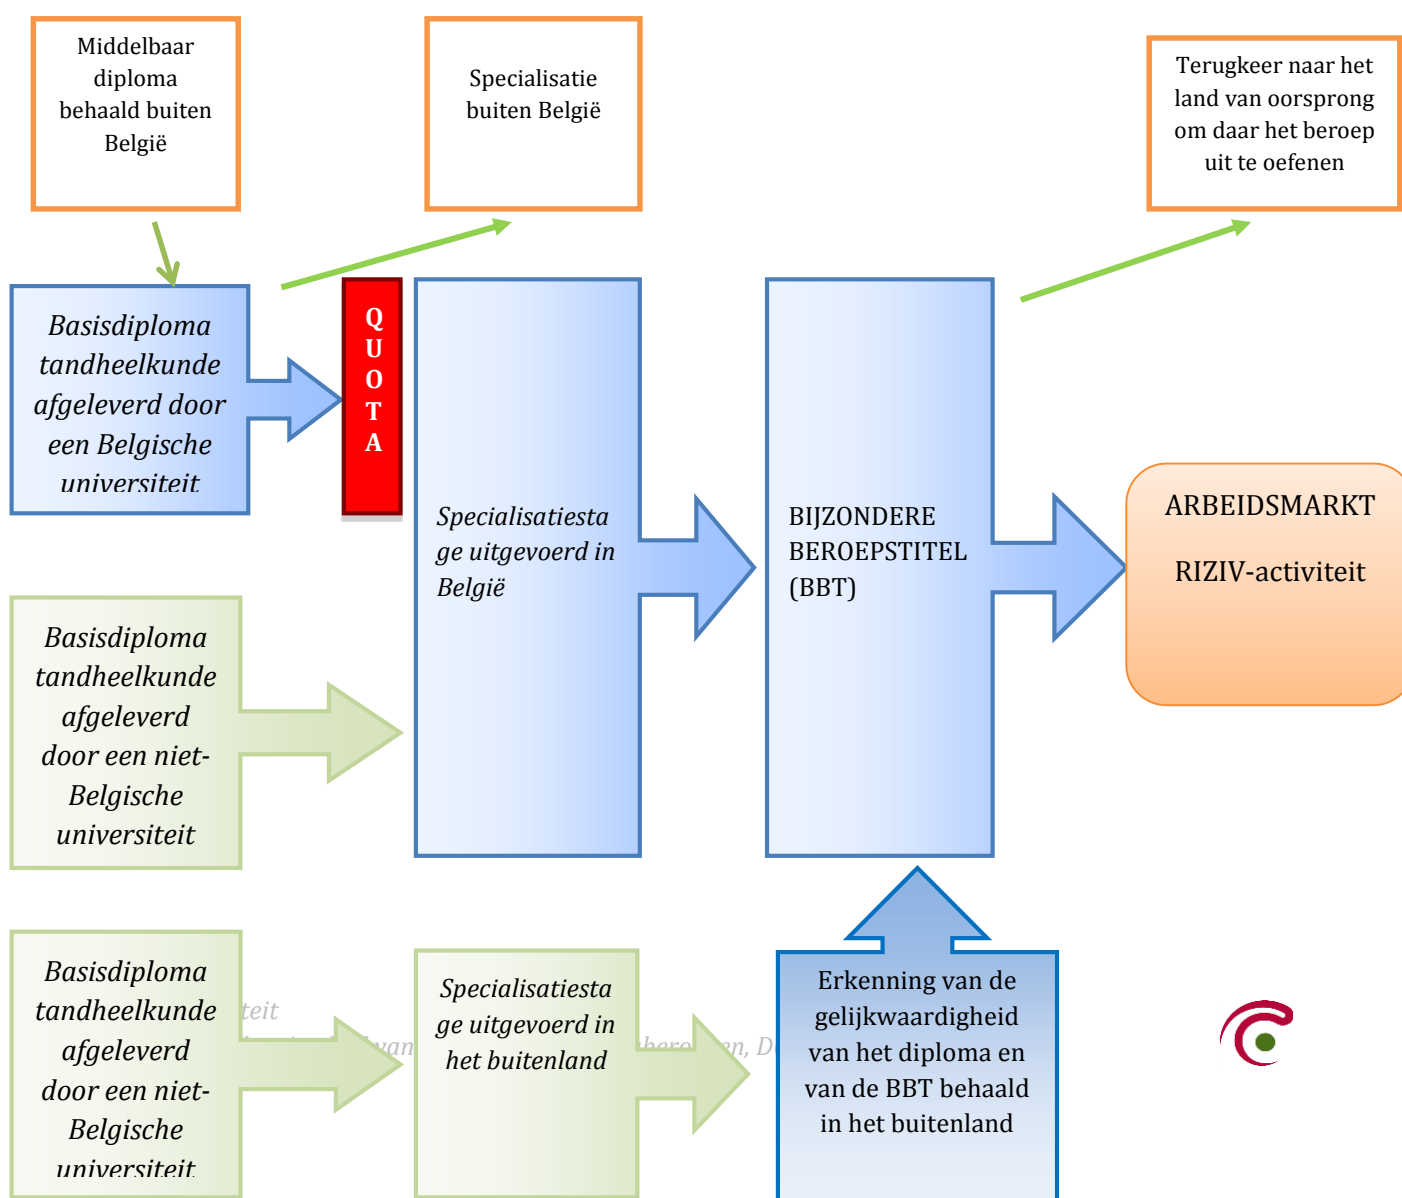 Middelbaar
diploma
behaald buiten
België
Specialisatie
buiten België
Terugkeer naar het
land van oorsprong
om daar het beroep
uit te oefenen
Basisdiploma
tandheelkunde
afgeleverd door
een Belgische
universiteit
Q
U
O
T
A
Specialisatiesta
ge uitgevoerd in
België
BIJZONDERE
BEROEPSTITEL
(BBT)
ARBEIDSMARKT
RIZIV-activiteit
Basisdiploma
tandheelkunde
afgeleverd
door een niet-
Belgische
universiteit
Basisdiploma
tandheelkunde
afgeleverd
door een niet-
Belgische
universiteit
Specialisatiesta
ge uitgevoerd in
het buitenland
Erkenning van de
gelijkwaardigheid
van het diploma en
van de BBT behaald
in het buitenland